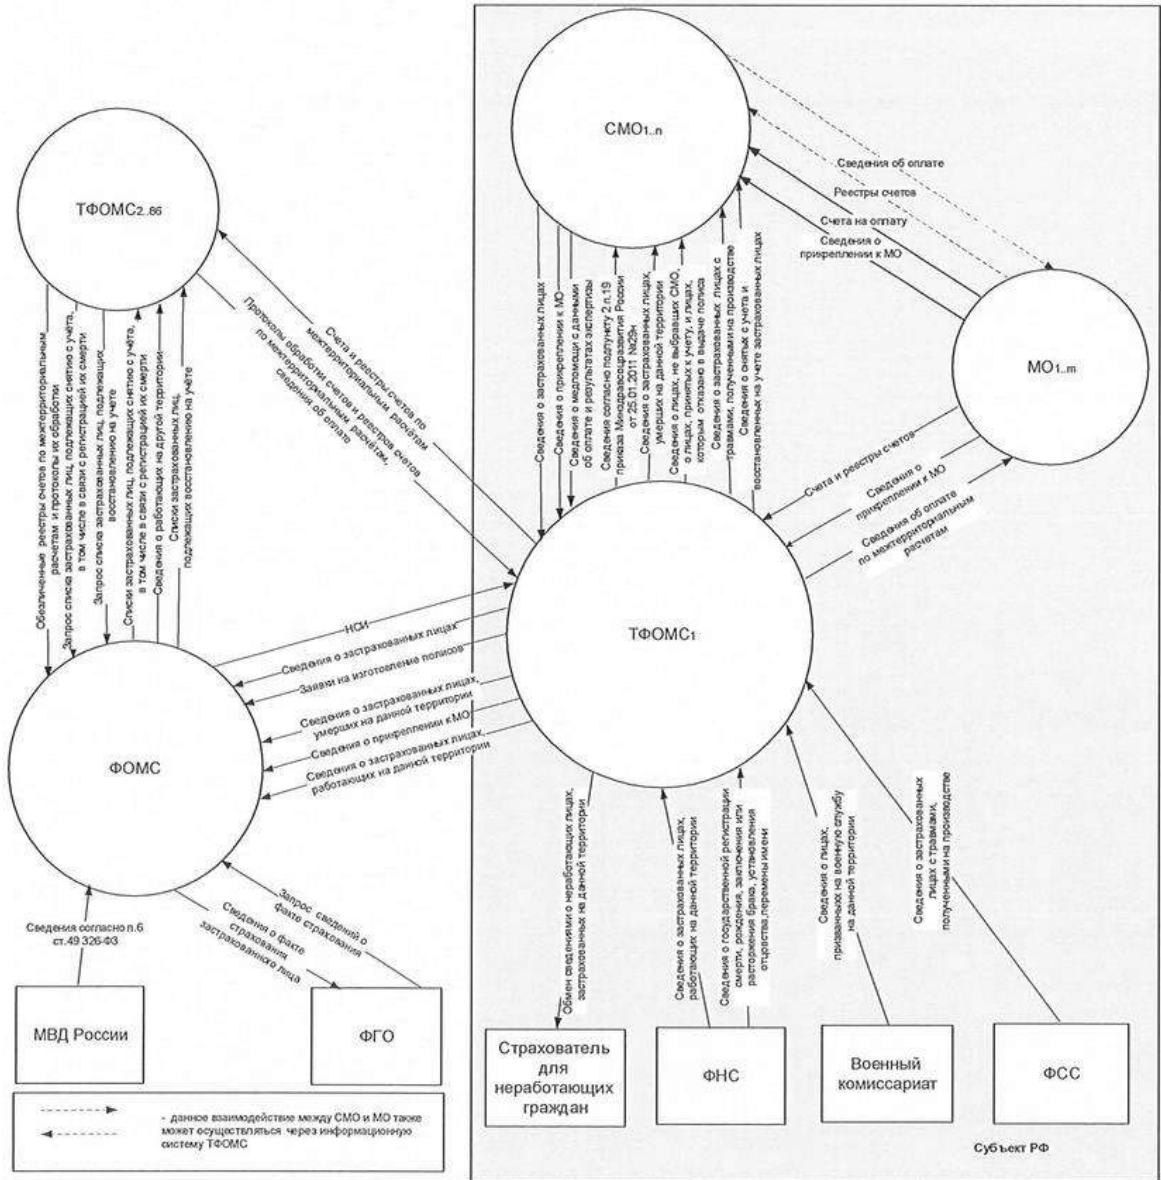 СМО1..n
ТФОМС2..86
МО1..m
Сведения об оплате
Реестры счетов
Счета на оплату
Сведения о
прикреплении к МО
Счета и реестры счетов по
межтерриториальным расчётам
Протоколы обработки счетов и реестров счетов
по межтерриториальным расчётам,
сведения об оплате
Обезличенные реестры счетов по межтерриториальным
расчетам и протоколы их обработки
Запрос списка застрахованных лиц, подлежащих снятию с учёта,
в том числе в связи с регистрацией их смерти
Запрос списка застрахованных лиц, подлежащих
восстановлению на учете
Списки застрахованных лиц, подлежащих снятию с учёта,
в том числе в связи с регистрацией их смерти
Сведения о работающих на другой территории
Списки застрахованных лиц,
подлежащих восстановлению на учёте
Сведения о застрахованных лицах
Сведения о прикреплении к МО
Сведения о медпомощи с данными
об оплате и результатах экспертизы
Сведения согласно подпункту 2 п.19
приказа Минздравсоцразвития России
от 25.01.2011 №29н
Сведения о застрахованных лицах,
умерших на данной территории
Сведения о лицах, не выбравших СМО,
о лицах, принятых к учету, и лицах,
которым отказано в выдаче полиса
Сведения о застрахованных лицах с
травмами, полученными на производстве
Сведения о снятых с учета и
восстановленных на учете застрахованных лицах
Счета и реестры счетов
Сведения о
прикреплении к МО
Сведения об оплате
по межтерриториальным
расчетам
ТФОМС1
НСИ
Сведения о застрахованных лицах
Заявки на изготовление полисов
Сведения о застрахованных лицах,
умерших на данной территории
Сведения о прикреплении к МО
Сведения о застрахованных лицах,
работающих на данной территории
ФОМС
Сведения согласно п.6
ст.49 326-ФЗ
Запрос сведений о
факте страхования
Сведения о факте
страхования
застрахованного лица
Обмен сведениями о неработающих лицах,
застрахованных на данной территории
Сведения о застрахованных лицах,
работающих на данной территории
Сведения о государственной регистрации
смерти, рождения, заключения или
расторжения брака, установления
отцовства, перемены имени
Сведения о лицах,
призванных на военную службу
на данной территории
Сведения о застрахованных
лицах с травмами,
полученными на производстве
МВД России
ФГО
Страхователь
для
неработающих
граждан
ФНС
Военный
комиссариат
ФСС
- данное взаимодействие между СМО и МО также
может осуществляться через информационную
систему ТФОМС
Субъект РФ